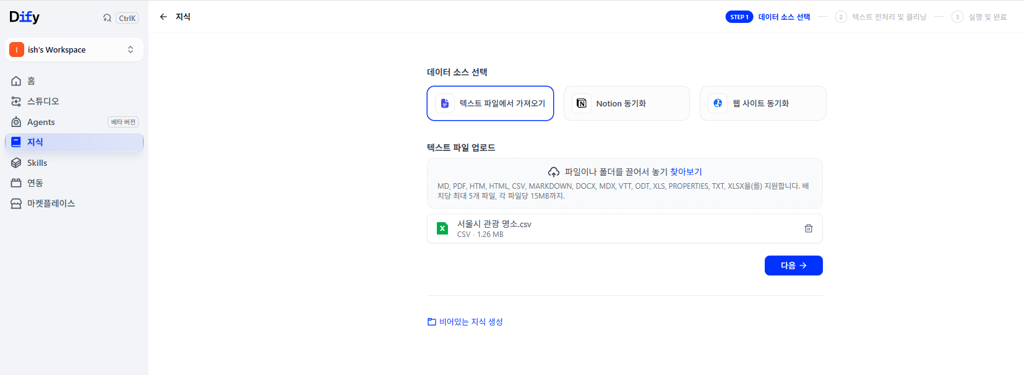 Dify
CtrlK
ish's Workspace
홈
스튜디오
Agents
베타 버전
지식
Skills
연동
마켓플레이스
지식
STEP 1
데이터 소스 선택
2
텍스트 전처리 및 클리닝
3
실행 및 완료
데이터 소스 선택
텍스트 파일에서 가져오기
Notion 동기화
웹 사이트 동기화
텍스트 파일 업로드
파일이나 폴더를 끌어서 놓기 찾아보기
MD, PDF, HTM, HTML, CSV, MARKDOWN, DOCX, MDX, VTT, ODT, XLS, PROPERTIES, TXT, XLSX을(를) 지원합니다. 배
치당 최대 5개 파일, 각 파일당 15MB까지.
서울시 관광 명소.csv
CSV · 1.26 MB
다음
비어있는 지식 생성